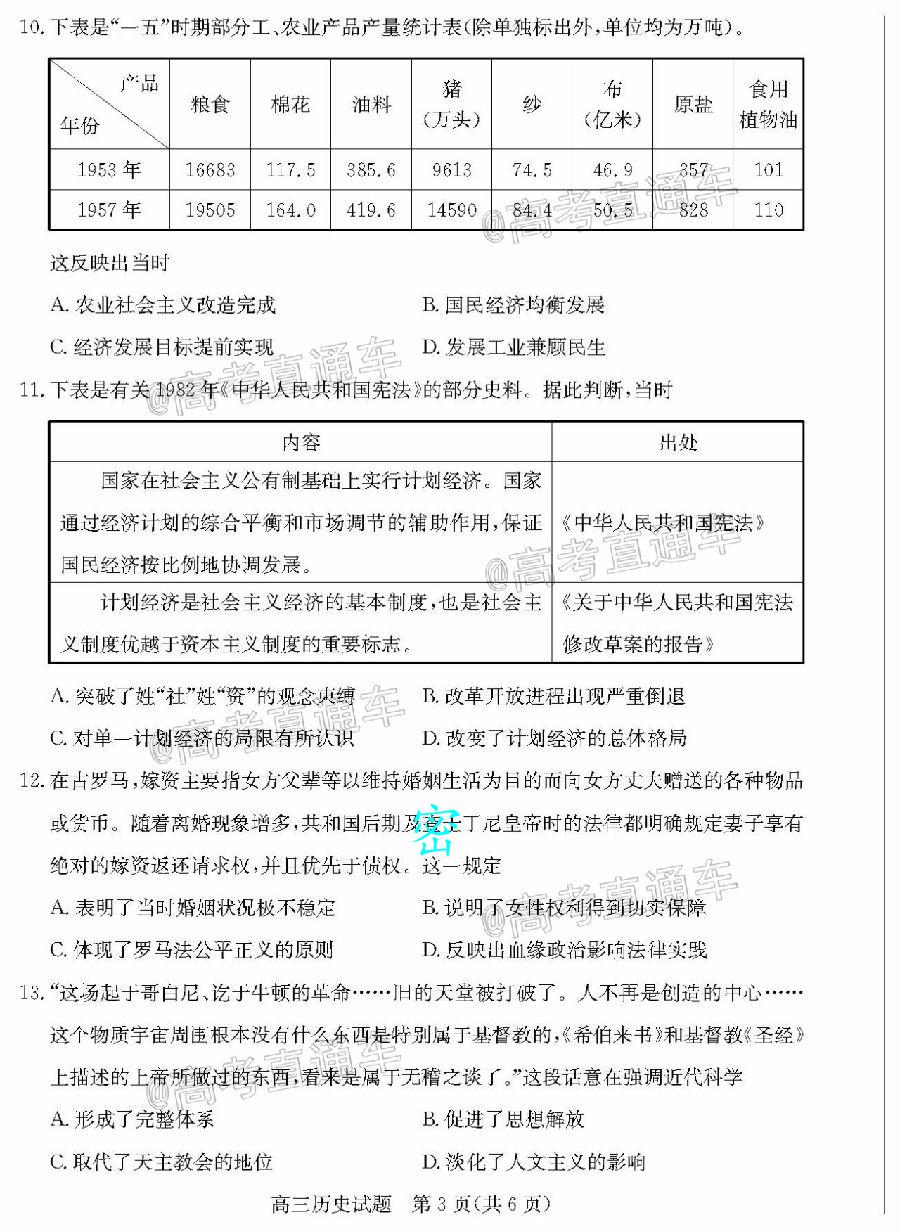 10. 下表是“一五”时期部分工、农业产品产量统计表(除单独标出外,单位均为万吨)。
产品
年份
粮食 棉花 油料 猪(万头) 纱 布(亿米) 原盐 食用植物油
1953 年 16683 117.5 385.6 9613 74.5 46.9 357 101
1957 年 19505 164.0 419.6 14590 84.4 50.5 828 110
这反映出当时
A. 农业社会主义改造完成 B. 国民经济均衡发展
C. 经济发展目标提前实现 D. 发展工业兼顾民生
11. 下表是有关 1982 年《中华人民共和国宪法》的部分史料。据此判断,当时
内容 出处
国家在社会主义公有制基础上实行计划经济。国家
通过经济计划的综合平衡和市场调节的辅助作用,保证
国民经济按比例地协调发展。
《中华人民共和国宪法》
计划经济是社会主义经济的基本制度,也是社会主
义制度优越于资本主义制度的重要标志。
《关于中华人民共和国宪法
修改草案的报告》
A. 突破了姓“社”姓“资”的观念束缚 B. 改革开放进程出现严重倒退
C. 对单一计划经济的局限有所认识 D. 改变了计划经济的总体格局
12. 在古罗马,嫁资主要指女方父辈等以维持婚姻生活为目的而向女方丈夫赠送的各种物品
或货币。随着离婚现象增多,共和国后期及查士丁尼皇帝时的法律都明确规定妻子享有
绝对的嫁资返还请求权,并且优先于债权。这一规定
A. 表明了当时婚姻状况极不稳定 B. 说明了女性权利得到切实保障
C. 体现了罗马法公平正义的原则 D. 反映出血缘政治影响法律实践
13. “这场起于哥白尼、讫于牛顿的革命……旧的天堂被打破了。人不再是创造的中心……
这个物质宇宙周围根本没有什么东西是特别属于基督教的,《希伯来书》和基督教《圣经》
上描述的上帝所做过的东西,看来是属于无稽之谈了。”这段话意在强调近代科学
A. 形成了完整体系 B. 促进了思想解放
C. 取代了天主教会的地位 D. 淡化了人文主义的影响
高三历史试题 第 3 页(共 6 页)
@高考直通车
@高考直通车
@高考直通车
@高考直通车
@高考直通车
@高考直通车
密